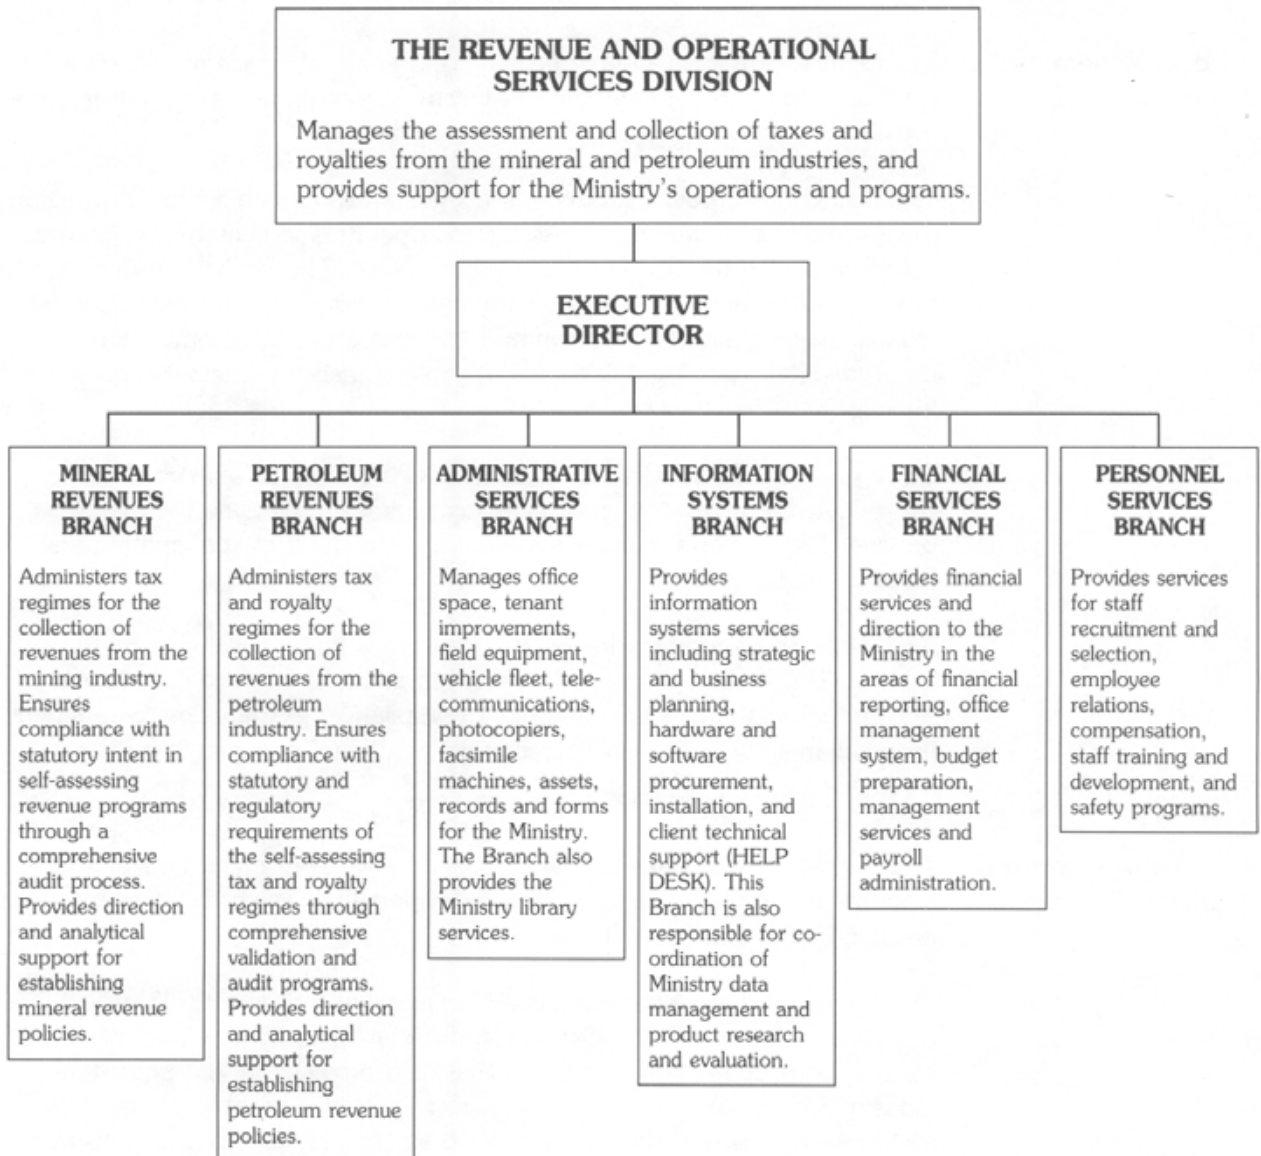 THE REVENUE AND OPERATIONAL
SERVICES DIVISION
Manages the assessment and collection of taxes and
royalties from the mineral and petroleum industries, and
provides support for the Ministry's operations and programs.
EXECUTIVE
DIRECTOR
MINERAL
REVENUES
BRANCH
Administers tax
regimes for the
collection of
revenues from the
mining industry.
Ensures
compliance with
statutory intent in
self-assessing
revenue programs
through a
comprehensive
audit process.
Provides direction
and analytical
support for
establishing
mineral revenue
policies.
PETROLEUM
REVENUES
BRANCH
Administers tax
and royalty
regimes for the
collection of
revenues from the
petroleum
industry. Ensures
compliance with
statutory and
regulatory
requirements of
the self-assessing
tax and royalty
regimes through
comprehensive
validation and
audit programs.
Provides direction
and analytical
support for
establishing
petroleum revenue
policies.
ADMINISTRATIVE
SERVICES
BRANCH
Manages office
space, tenant
improvements,
field equipment,
vehicle fleet, tele-
communications,
photocopiers,
facsimile
machines, assets,
records and forms
for the Ministry.
The Branch also
provides the
Ministry library
services.
INFORMATION
SYSTEMS
BRANCH
Provides
information
systems services
including strategic
and business
planning,
hardware and
software
procurement,
installation, and
client technical
support (HELP
DESK). This
Branch is also
responsible for co-
ordination of
Ministry data
management and
product research
and evaluation.
FINANCIAL
SERVICES
BRANCH
Provides financial
services and
direction to the
Ministry in the
areas of financial
reporting, office
management
system, budget
preparation,
management
services and
payroll
administration.
PERSONNEL
SERVICES
BRANCH
Provides services
for staff
recruitment and
selection,
employee
relations,
compensation,
staff training and
development, and
safety programs.